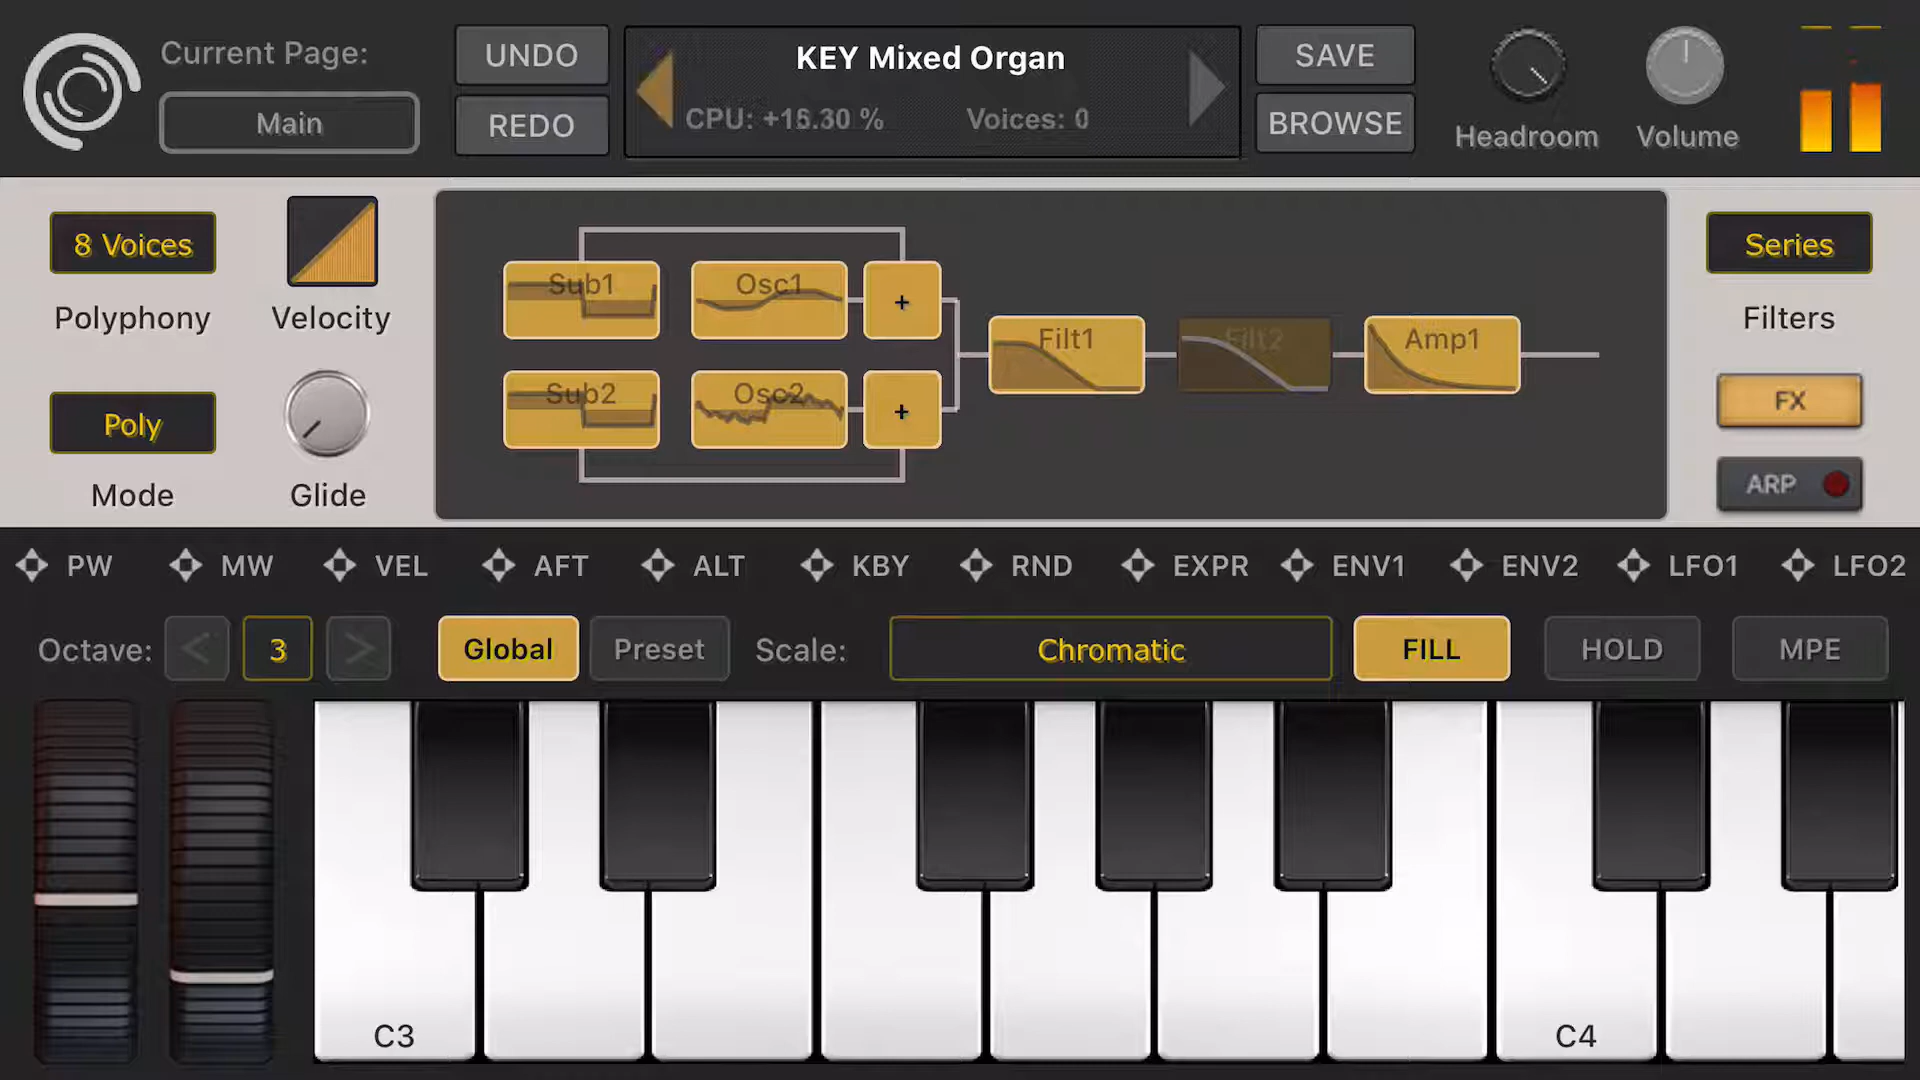 Current Page:
Main
UNDO
REDO
KEY Mixed Organ
CPU: +15.30 %
Voices: 0
SAVE
BROWSE
Headroom
Volume
8 Voices
Polyphony
Velocity
Poly
Mode
Glide
Sub1
Osc1
+
Sub2
Osc2
+
Filt1
Filt2
Amp1
Series
Filters
FX
ARP
PW
MW
VEL
AFT
ALT
KBY
RND
EXPR
ENV1
ENV2
LFO1
LFO2
Octave:
<
3
>
Global
Preset
Scale:
Chromatic
FILL
HOLD
MPE
C3
C4